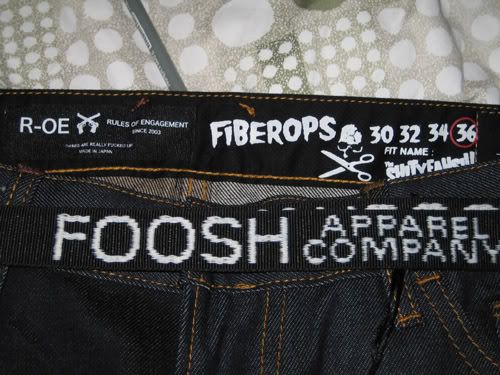 R-OE RULES OF ENGAGEMENT
SINCE 2003
MADE IN JAPAN
FIBEROPS 30 32 34 36
FIT NAME :
FOOSH APPAREL
COMPANY